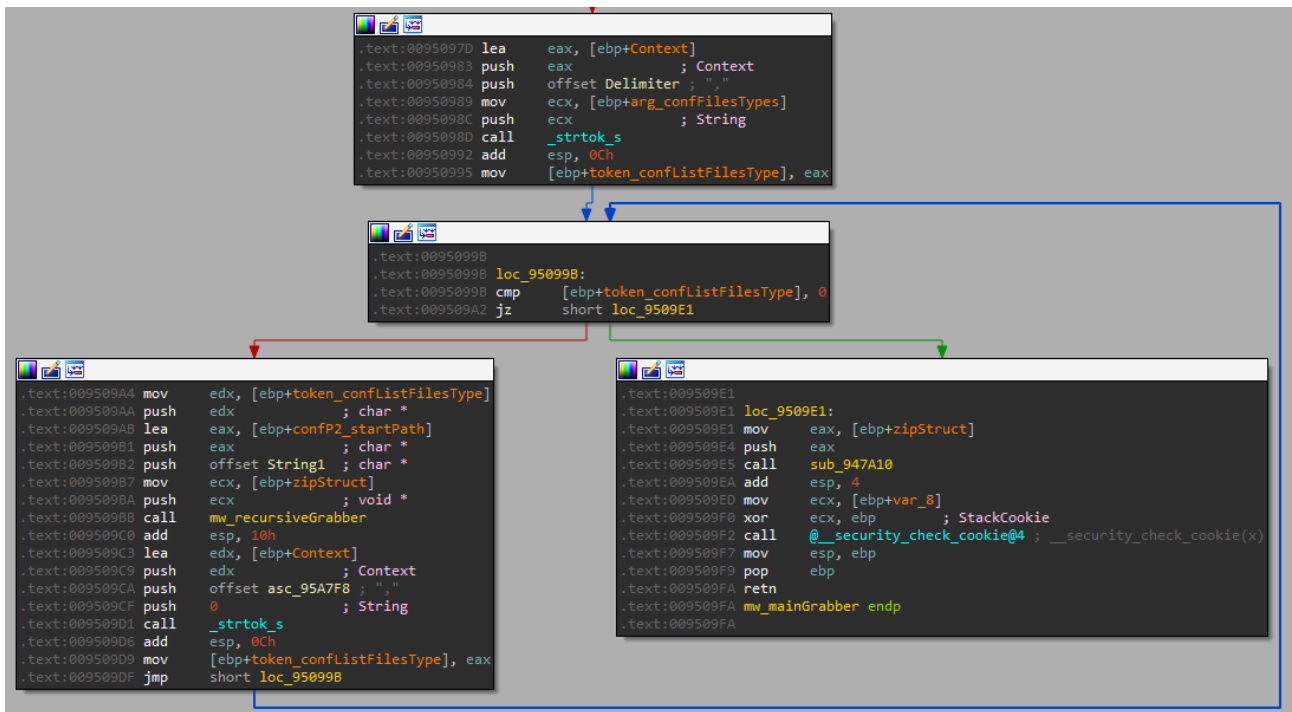 .text:0095097D lea eax, [ebp+Context]
.text:00950983 push eax ; Context
.text:00950984 push offset Delimiter ; ","
.text:00950989 mov ecx, [ebp+arg_confFilesTypes]
.text:0095098C push ecx ; String
.text:0095098D call _strtok_s
.text:00950992 add esp, 0Ch
.text:00950995 mov [ebp+token_confListFilesType], eax
.text:0095099B
.text:0095099B loc_95099B:
.text:0095099B cmp [ebp+token_confListFilesType], 0
.text:009509A2 jz short loc_9509E1
.text:009509A4 mov edx, [ebp+token_confListFilesType]
.text:009509AA push edx ; char *
.text:009509AB lea eax, [ebp+confP2_startPath]
.text:009509B1 push eax ; char *
.text:009509B2 push offset String1 ; char *
.text:009509B7 mov ecx, [ebp+zipStruct]
.text:009509BA push ecx ; void *
.text:009509BB call mw_recursiveGrabber
.text:009509C0 add esp, 10h
.text:009509C3 lea edx, [ebp+Context]
.text:009509C9 push edx ; Context
.text:009509CA push offset asc_95A7F8 ; ","
.text:009509CF push 0 ; String
.text:009509D1 call _strtok_s
.text:009509D6 add esp, 0Ch
.text:009509D9 mov [ebp+token_confListFilesType], eax
.text:009509DF jmp short loc_95099B
.text:009509E1
.text:009509E1 loc_9509E1:
.text:009509E1 mov eax, [ebp+zipStruct]
.text:009509E4 push eax
.text:009509E5 call sub_947A10
.text:009509EA add esp, 4
.text:009509ED mov ecx, [ebp+var_8]
.text:009509F0 xor ecx, ebp ; StackCookie
.text:009509F2 call @__security_check_cookie@4 ; __security_check_cookie(x)
.text:009509F7 mov esp, ebp
.text:009509F9 pop ebp
.text:009509FA retn
.text:009509FA mw_mainGrabber endp
.text:009509FA